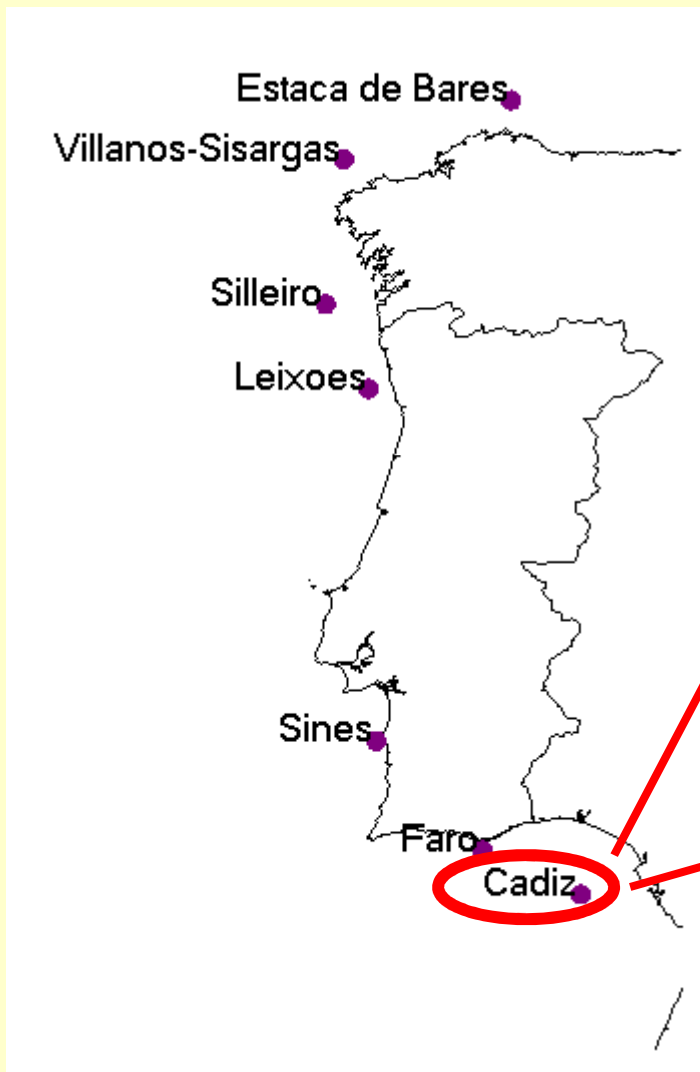 Estaca de Bares
Villanos-Sisargas
Silleiro
Leixoes
Sines
Faro
Cadiz